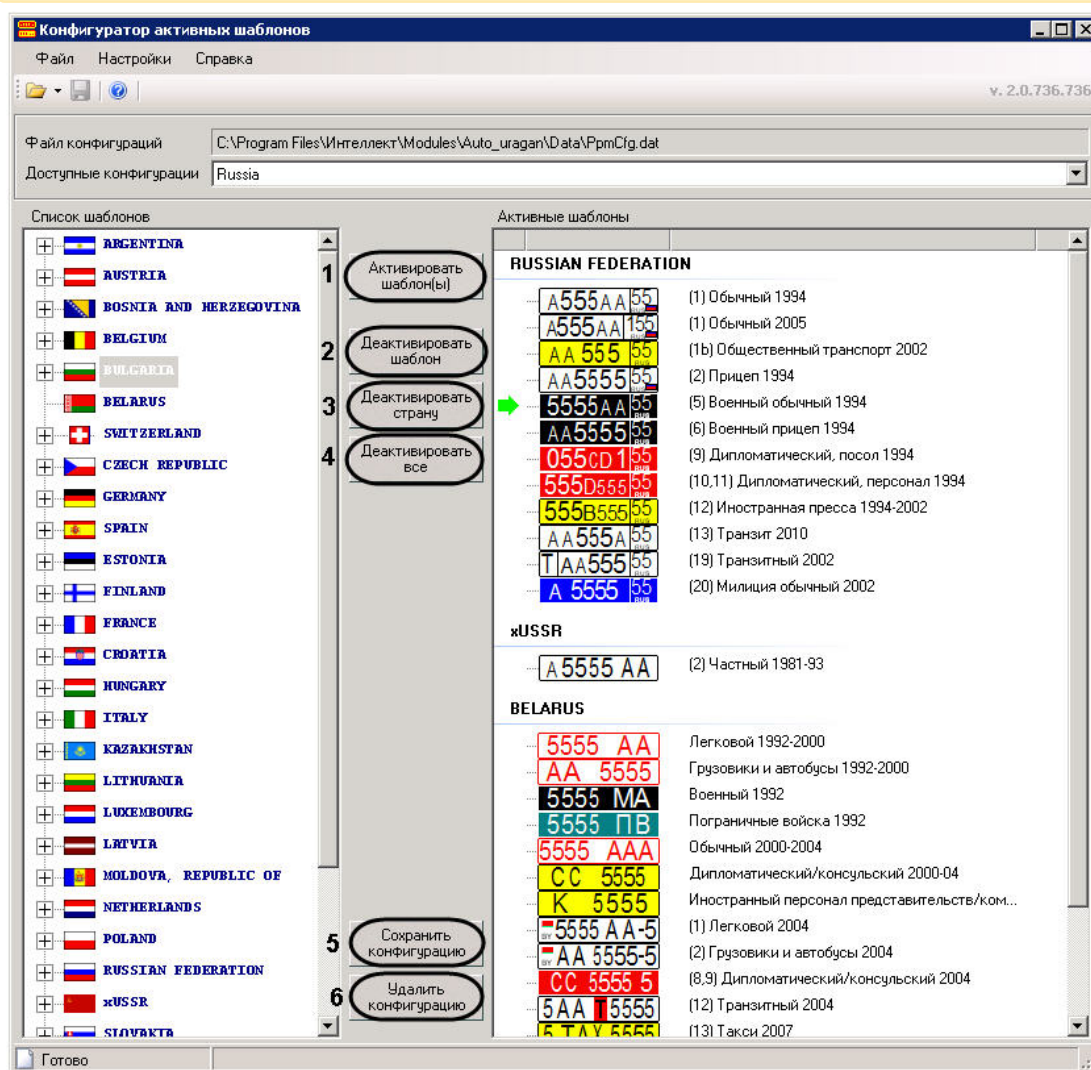 Конфигуратор активных шаблонов
Файл Настройки Справка
v. 2.0.736.736
Файл конфигураций C:\Program Files\Интеллект\Modules\Auto_uragan\Data\PpmCfg.dat
Доступные конфигурации Russia
Список шаблонов
ARGENTINA
AUSTRIA
BOSNIA AND HERZEGOVINA
BELGIUM
BULGARIA
BELARUS
SWITZERLAND
CZECH REPUBLIC
GERMANY
SPAIN
ESTONIA
FINLAND
FRANCE
CROATIA
HUNGARY
ITALY
KAZAKHSTAN
LITHUANIA
LUXEMBOURG
LATVIA
MOLDOVA, REPUBLIC OF
NETHERLANDS
POLAND
RUSSIAN FEDERATION
xUSSR
SLOVAKIA
1 Активировать шаблон(ы)
2 Деактивировать шаблон
3 Деактивировать страну
4 Деактивировать все
5 Сохранить конфигурацию
6 Удалить конфигурацию
Активные шаблоны
RUSSIAN FEDERATION
A555AA 55 (1) Обычный 1994
A555AA 155 (1) Обычный 2005
AA 555 55 (1b) Общественный транспорт 2002
AA5555 55 (2) Прицеп 1994
5555AA 55 (5) Военный обычный 1994
AA5555 55 (6) Военный прицеп 1994
055CD1 55 (9) Дипломатический, посол 1994
555D555 55 (10,11) Дипломатический, персонал 1994
555B555 55 (12) Иностранная пресса 1994-2002
AA555A 55 (13) Транзит 2010
T AA555 55 (19) Транзитный 2002
A 5555 55 (20) Милиция обычный 2002
xUSSR
A 5555 AA (2) Частный 1981-93
BELARUS
5555 AA Легковой 1992-2000
AA 5555 Грузовики и автобусы 1992-2000
5555 MA Военный 1992
5555 ПВ Пограничные войска 1992
5555 AAA Обычный 2000-2004
CC 5555 Дипломатический/консульский 2000-04
K 5555 Иностранный персонал представительств/ком...
5555 AA-5 (1) Легковой 2004
AA 5555-5 (2) Грузовики и автобусы 2004
CC 5555 5 (8,9) Дипломатический/консульский 2004
5AA T 5555 (12) Транзитный 2004
5 TAX 5555 (13) Такси 2007
Готово